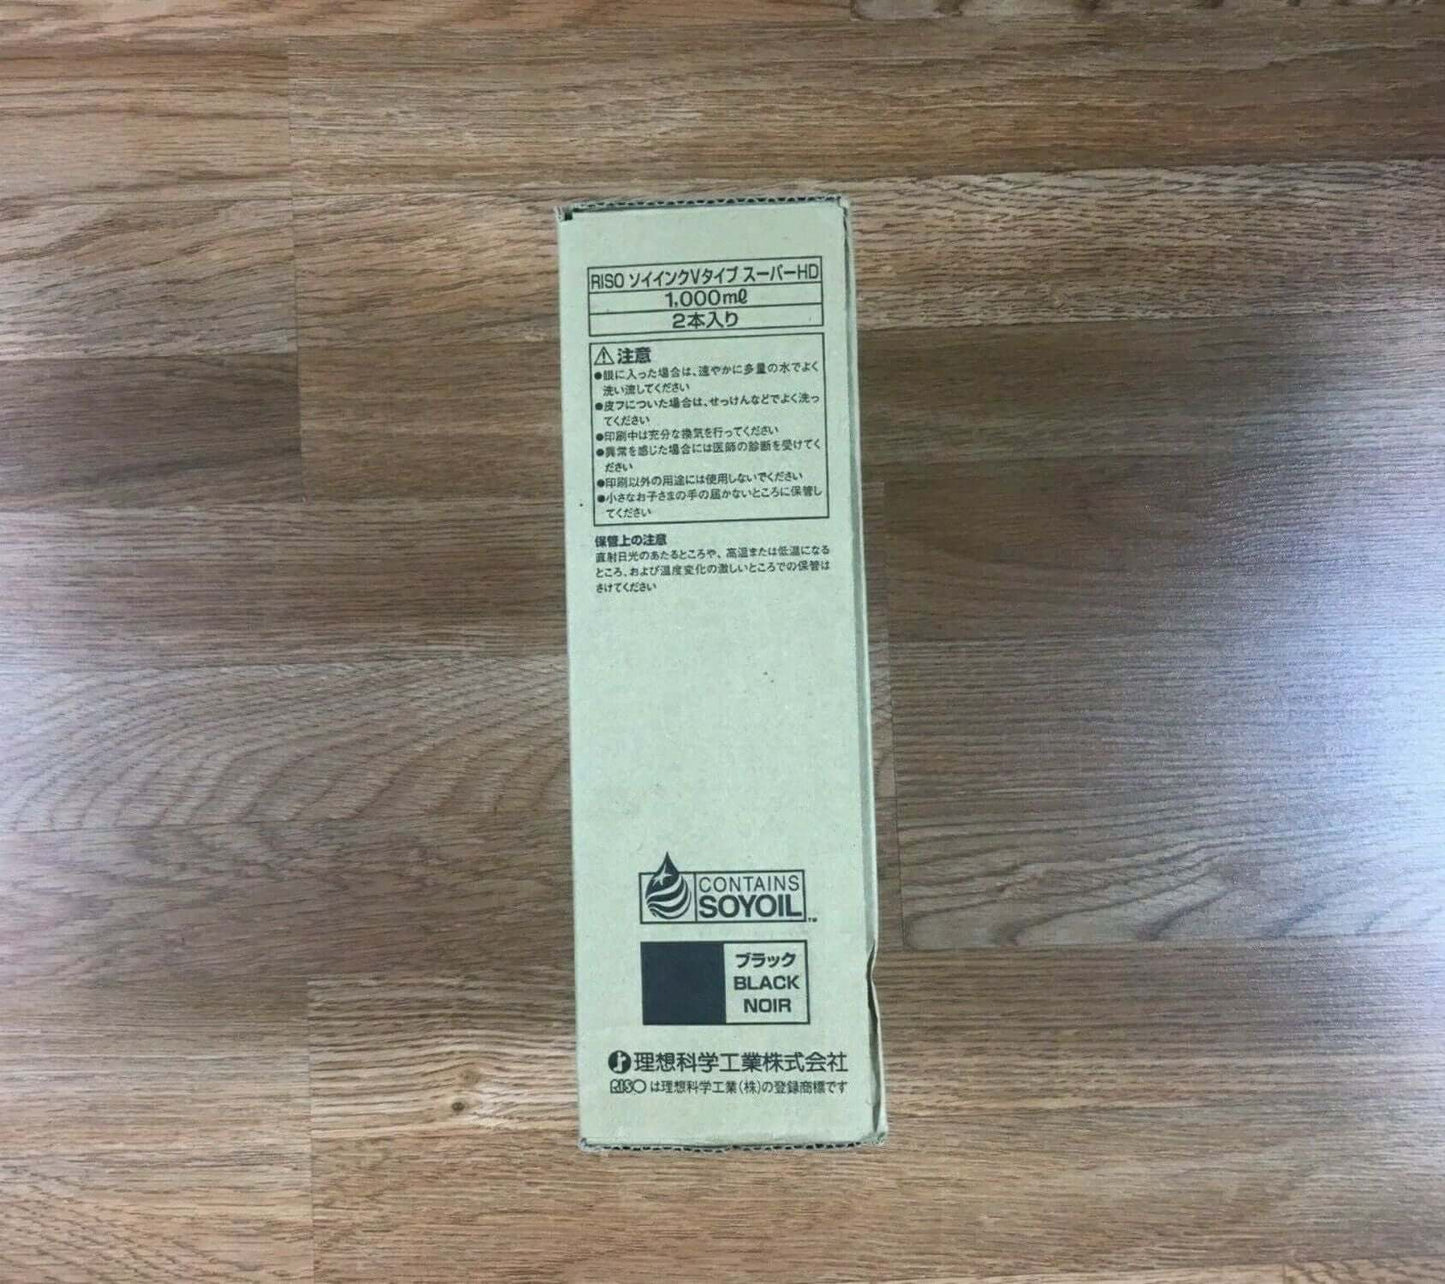 RISO ソイインクVタイプ スーパーHD
1,000mℓ
2本入り
⚠注意
●眼に入った場合は、速やかに多量の水でよく
洗い流してください
●皮フについた場合は、せっけんなどでよく洗っ
てください
●印刷中は充分な換気を行ってください
●異常を感じた場合には医師の診断を受けてく
ださい
●印刷以外の用途には使用しないでください
●小さなお子さまの手の届かないところに保管し
てください
保管上の注意
直射日光のあたるところや、高温または低温になる
ところ、および温度変化の激しいところでの保管は
さけてください
CONTAINS
SOYOIL™
ブラック
BLACK
NOIR
理想科学工業株式会社
RISO は理想科学工業(株)の登録商標です